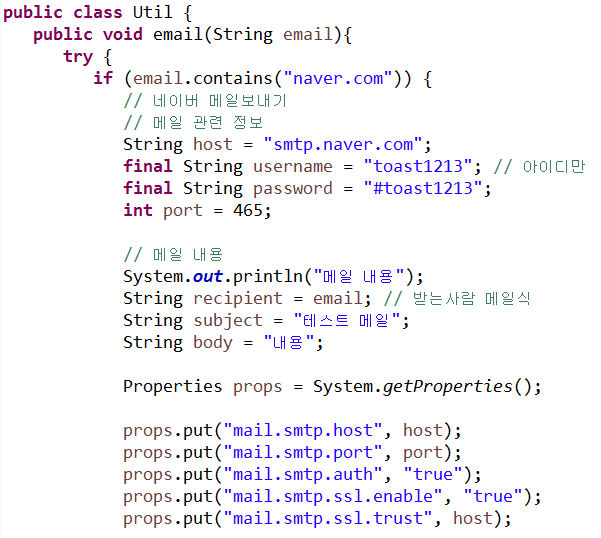 public class Util {
public void email(String email){
try {
if (email.contains("naver.com")) {
// 네이버 메일보내기
// 메일 관련 정보
String host = "smtp.naver.com";
final String username = "toast1213"; // 아이디만
final String password = "#toast1213";
int port = 465;
// 메일 내용
System.out.println("메일 내용");
String recipient = email; // 받는사람 메일식
String subject = "테스트 메일";
String body = "내용";
Properties props = System.getProperties();
props.put("mail.smtp.host", host);
props.put("mail.smtp.port", port);
props.put("mail.smtp.auth", "true");
props.put("mail.smtp.ssl.enable", "true");
props.put("mail.smtp.ssl.trust", host);